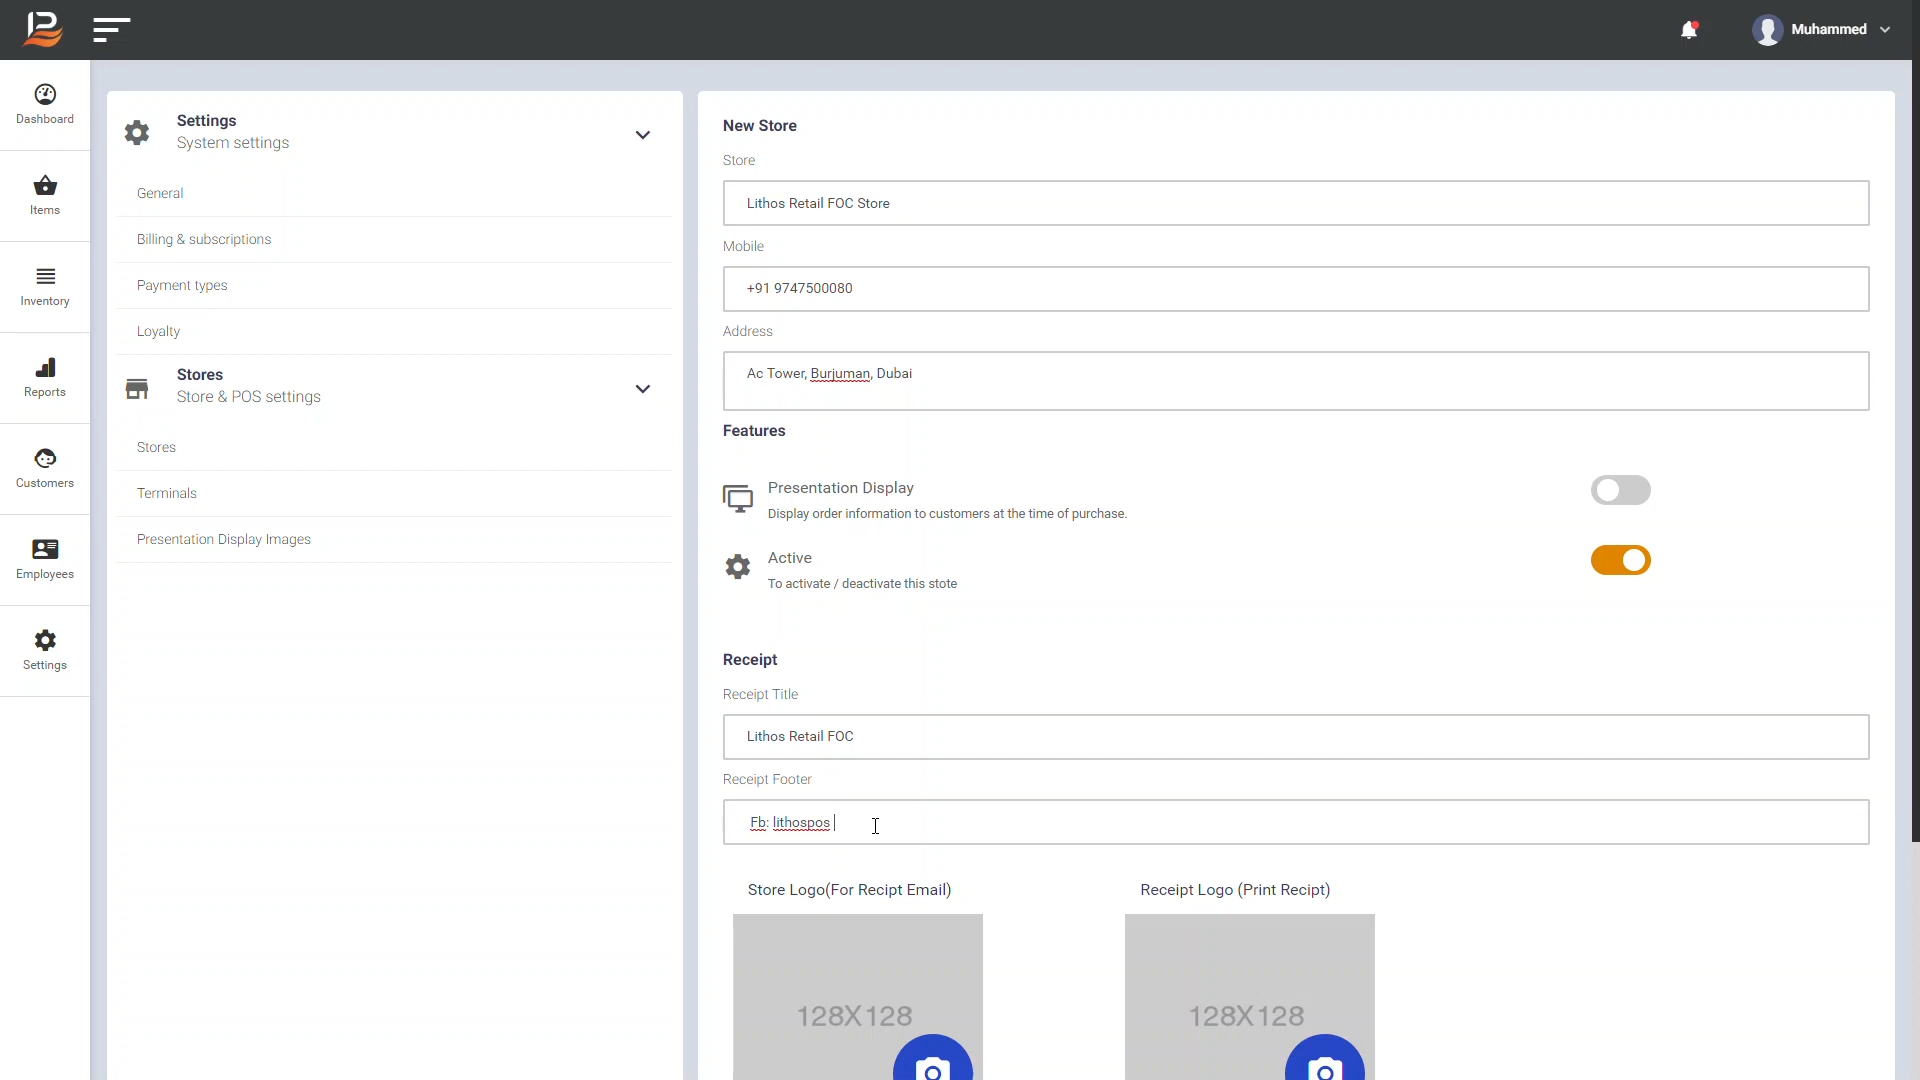 Muhammed
Dashboard
Items
Inventory
Reports
Customers
Employees
Settings
Settings
System settings
General
Billing & subscriptions
Payment types
Loyalty
Stores
Store & POS settings
Stores
Terminals
Presentation Display Images
New Store
Store
Lithos Retail FOC Store
Mobile
+91 9747500080
Address
Ac Tower, Burjuman, Dubai
Features
Presentation Display
Display order information to customers at the time of purchase.
Active
To activate / deactivate this stote
Receipt
Receipt Title
Lithos Retail FOC
Receipt Footer
Fb: lithospos
Store Logo(For Recipt Email)
Receipt Logo (Print Recipt)
128X128
128X128